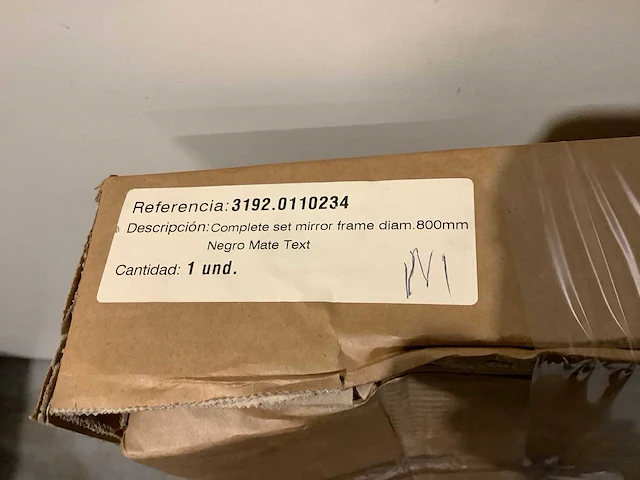 Referencia: 3192.0110234
Descripción: Complete set mirror frame diam.800mm
Negro Mate Text
Cantidad: 1 und.